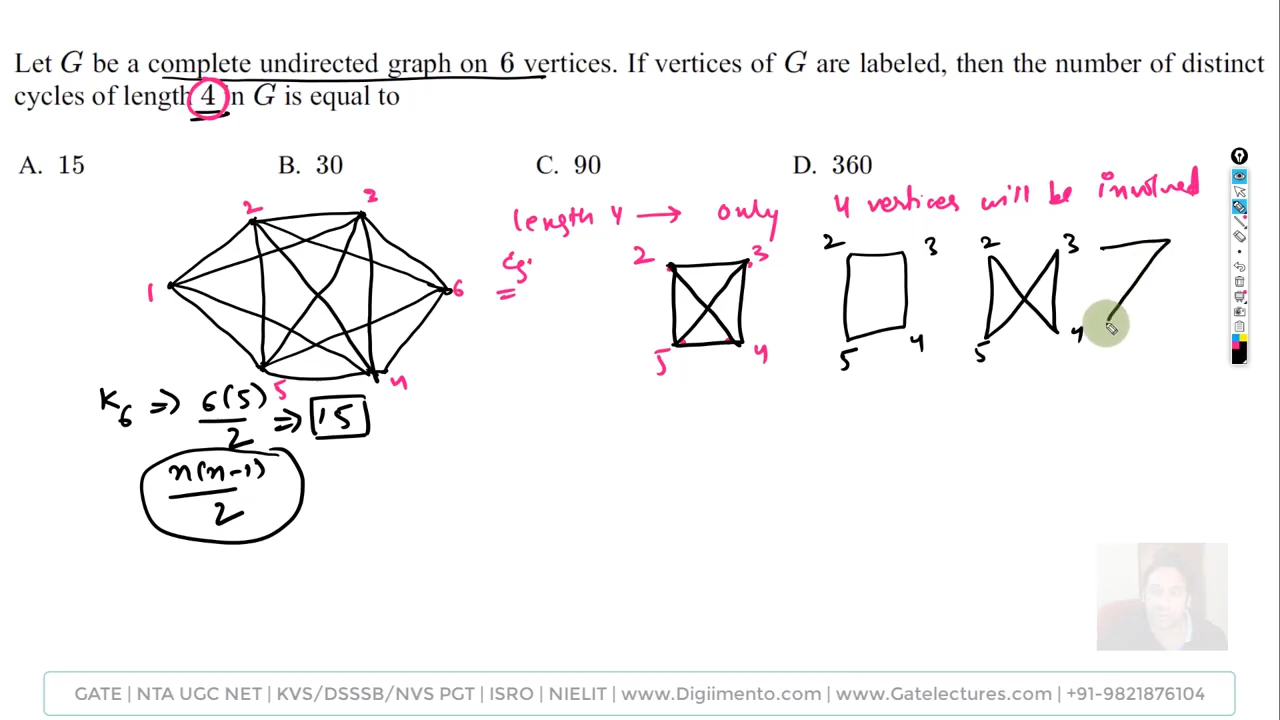 Let G be a complete undirected graph on 6 vertices. If vertices of G are labeled, then the number of distinct
cycles of length 4 in G is equal to
A. 15 B. 30 C. 90 D. 360
length 4 → only 4 vertices will be involved
Eg:
1 2 3 6 5 4
2 3 5 4
2 3 5 4
2 3 5 4
K6 => 6(5)/2 => 15
n(n-1)/2
GATE | NTA UGC NET | KVS/DSSSB/NVS PGT | ISRO | NIELIT | www.Digiimento.com | www.Gatelectures.com | +91-9821876104